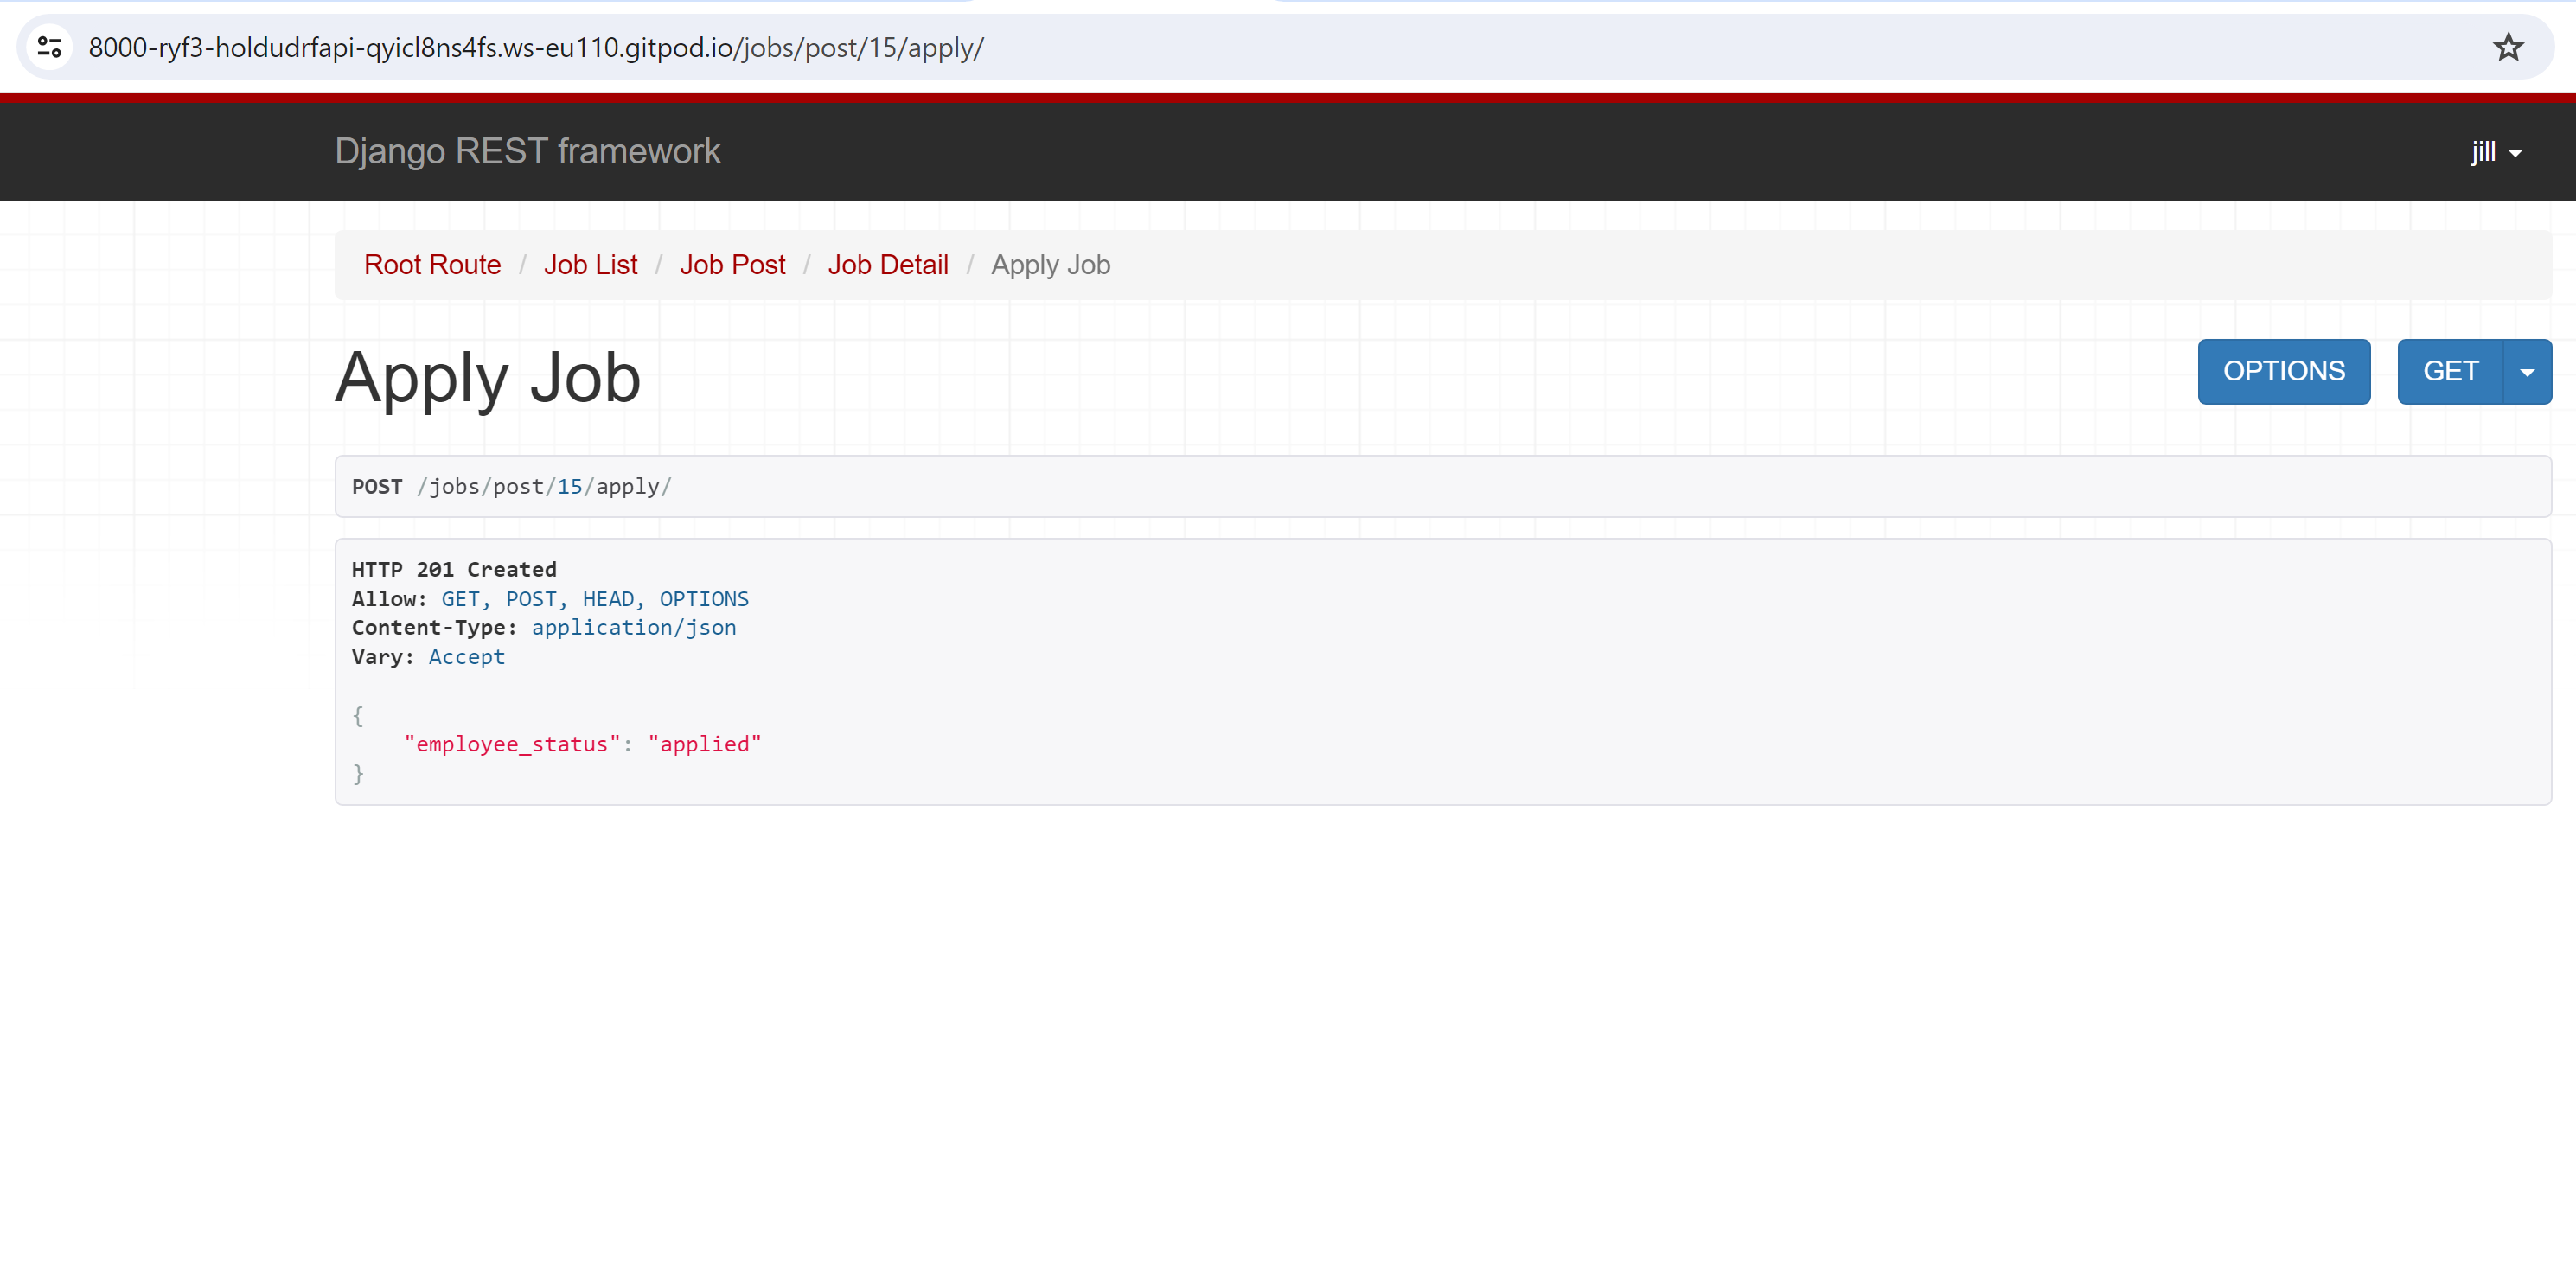 8000-ryf3-holdudrfapi-qyicl8ns4fs.ws-eu110.gitpod.io/jobs/post/15/apply/
Django REST framework
jill
Root Route / Job List / Job Post / Job Detail / Apply Job
Apply Job
OPTIONS
GET
POST /jobs/post/15/apply/
HTTP 201 Created
Allow: GET, POST, HEAD, OPTIONS
Content-Type: application/json
Vary: Accept
{
    "employee_status": "applied"
}